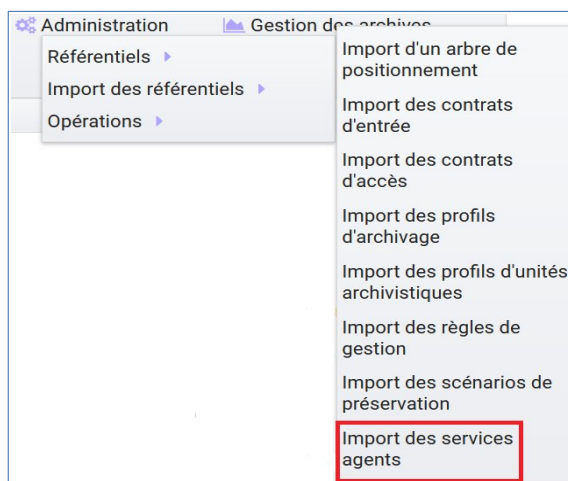 Administration
Gestion des archives
Référentiels
Import des référentiels
Opérations
Import d'un arbre de
positionnement
Import des contrats
d'entrée
Import des contrats
d'accès
Import des profils
d'archivage
Import des profils d'unités
archivistiques
Import des règles de
gestion
Import des scénarios de
préservation
Import des services
agents